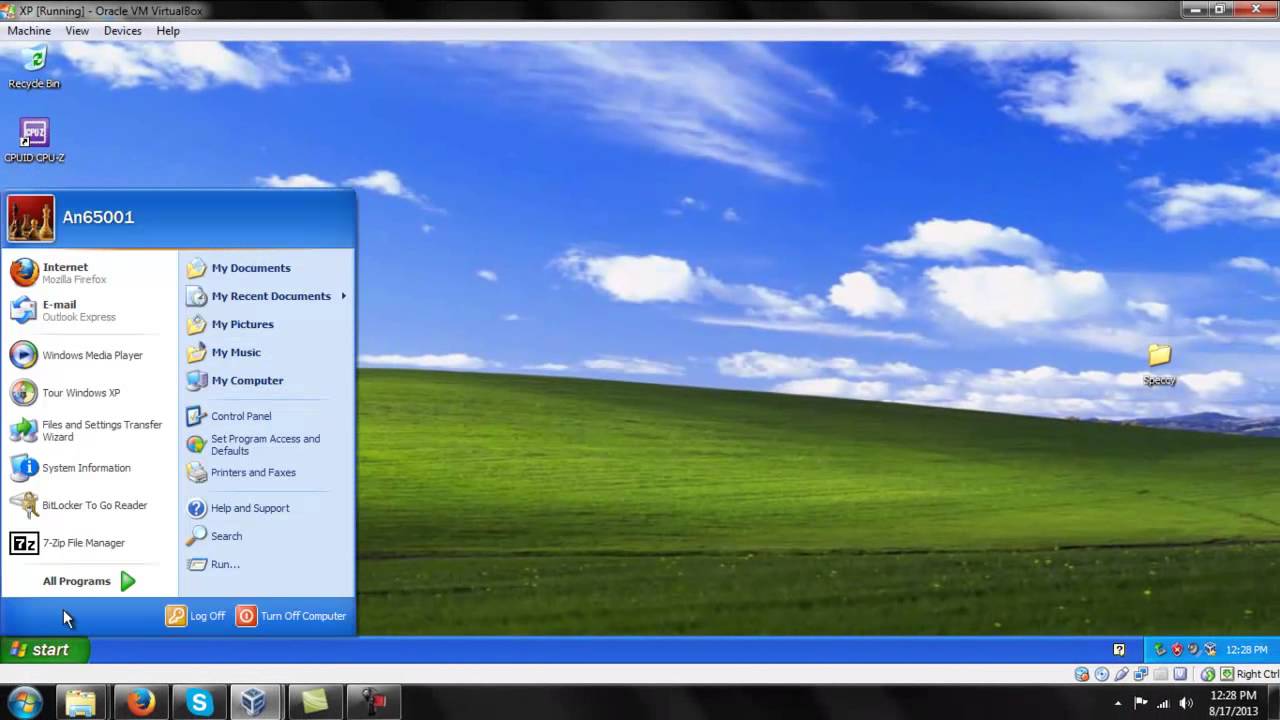 XP [Running] - Oracle VM VirtualBox
Machine View Devices Help
Recycle Bin
CPU-Z
CPUID CPU-Z
An65001
Internet
Mozilla Firefox
E-mail
Outlook Express
Windows Media Player
Tour Windows XP
Files and Settings Transfer
Wizard
System Information
BitLocker To Go Reader
7z
7-Zip File Manager
All Programs
My Documents
My Recent Documents
My Pictures
My Music
My Computer
Control Panel
Set Program Access and
Defaults
Printers and Faxes
Help and Support
Search
Run...
Log Off
Turn Off Computer
Speccy
start
12:28 PM
Right Ctrl
12:28 PM
8/17/2013